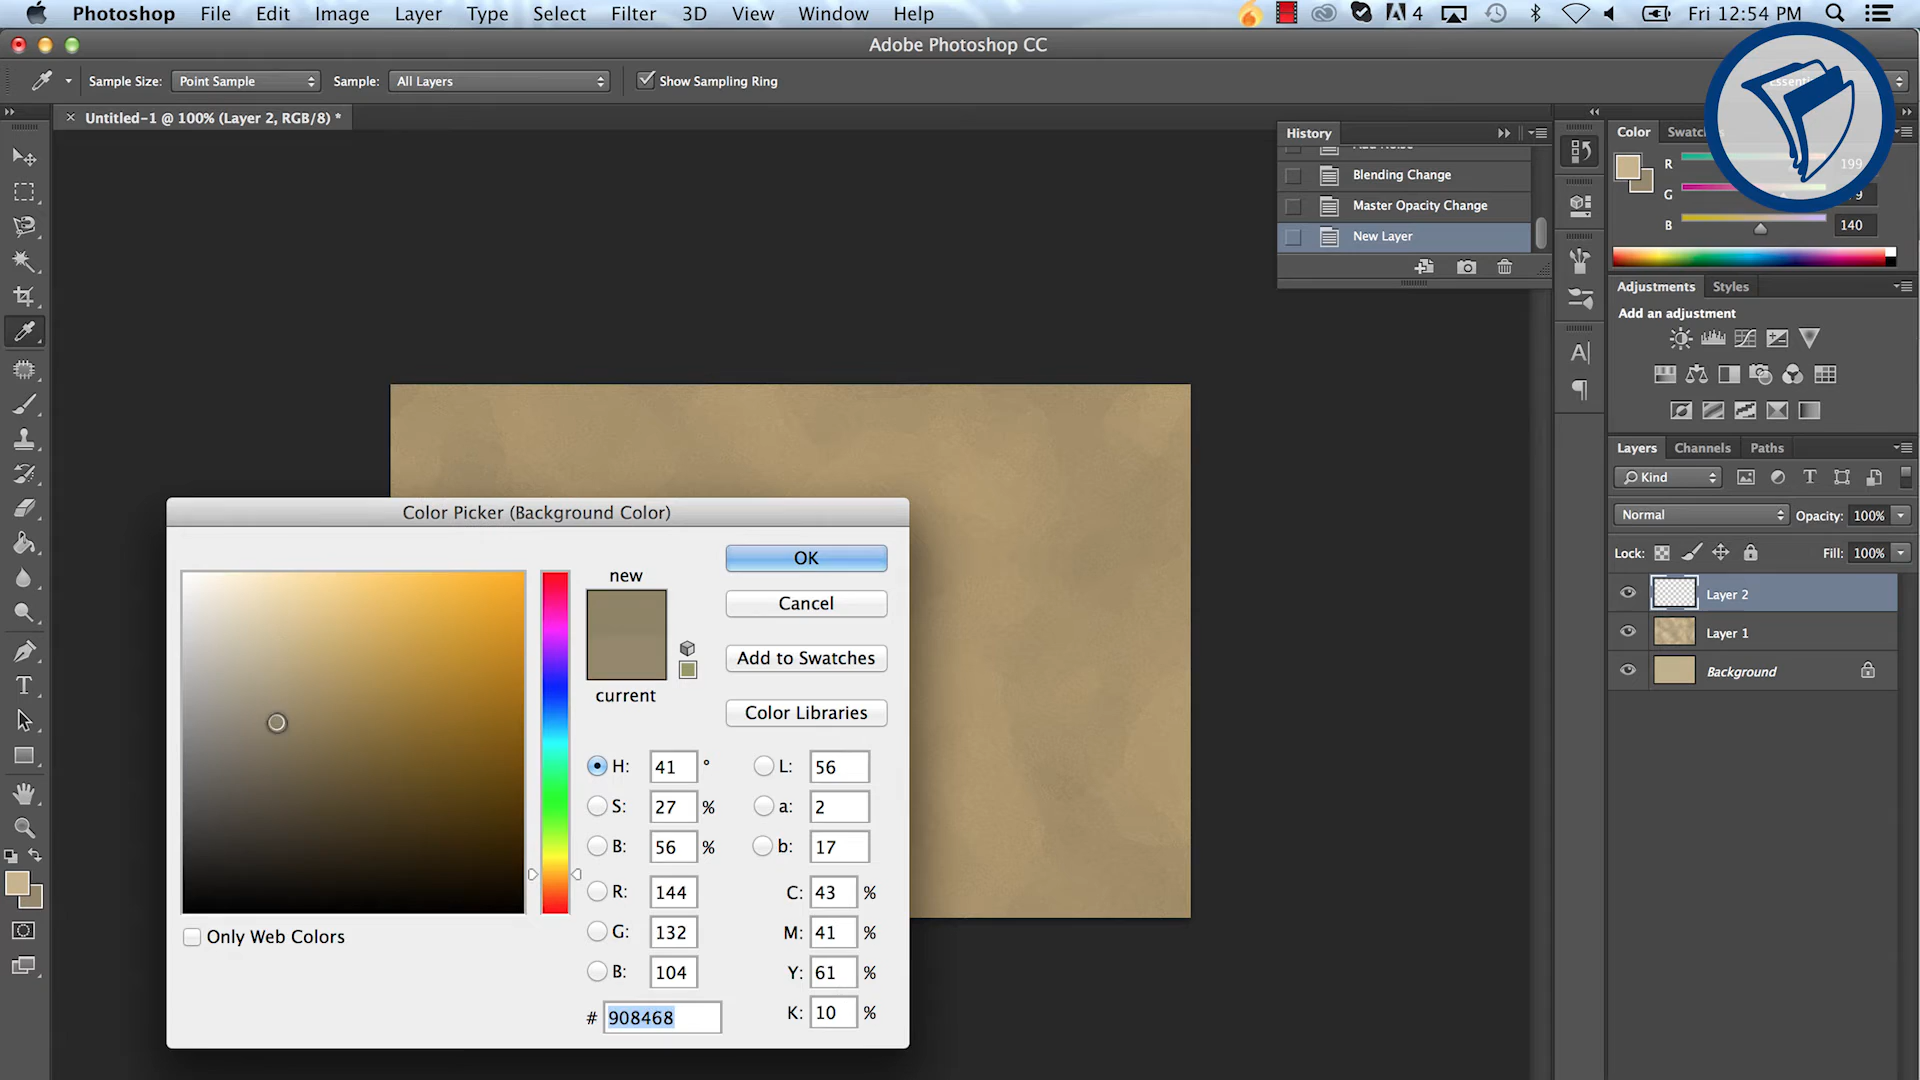 Photoshop File Edit Image Layer Type Select Filter 3D View Window Help 4 Fri 12:54 PM
Adobe Photoshop CC
Sample Size: Point Sample Sample: All Layers Show Sampling Ring
Untitled-1 @ 100% (Layer 2, RGB/8) *
History
Blending Change
Master Opacity Change
New Layer
Color
R 199
G
B 140
Adjustments Styles
Add an adjustment
Layers Channels Paths
Kind
Normal Opacity: 100%
Lock: Fill: 100%
Layer 2
Layer 1
Background
Color Picker (Background Color)
new
current
OK
Cancel
Add to Swatches
Color Libraries
H: 41 °
S: 27 %
B: 56 %
R: 144
G: 132
B: 104
# 908468
L: 56
a: 2
b: 17
C: 43 %
M: 41 %
Y: 61 %
K: 10 %
Only Web Colors